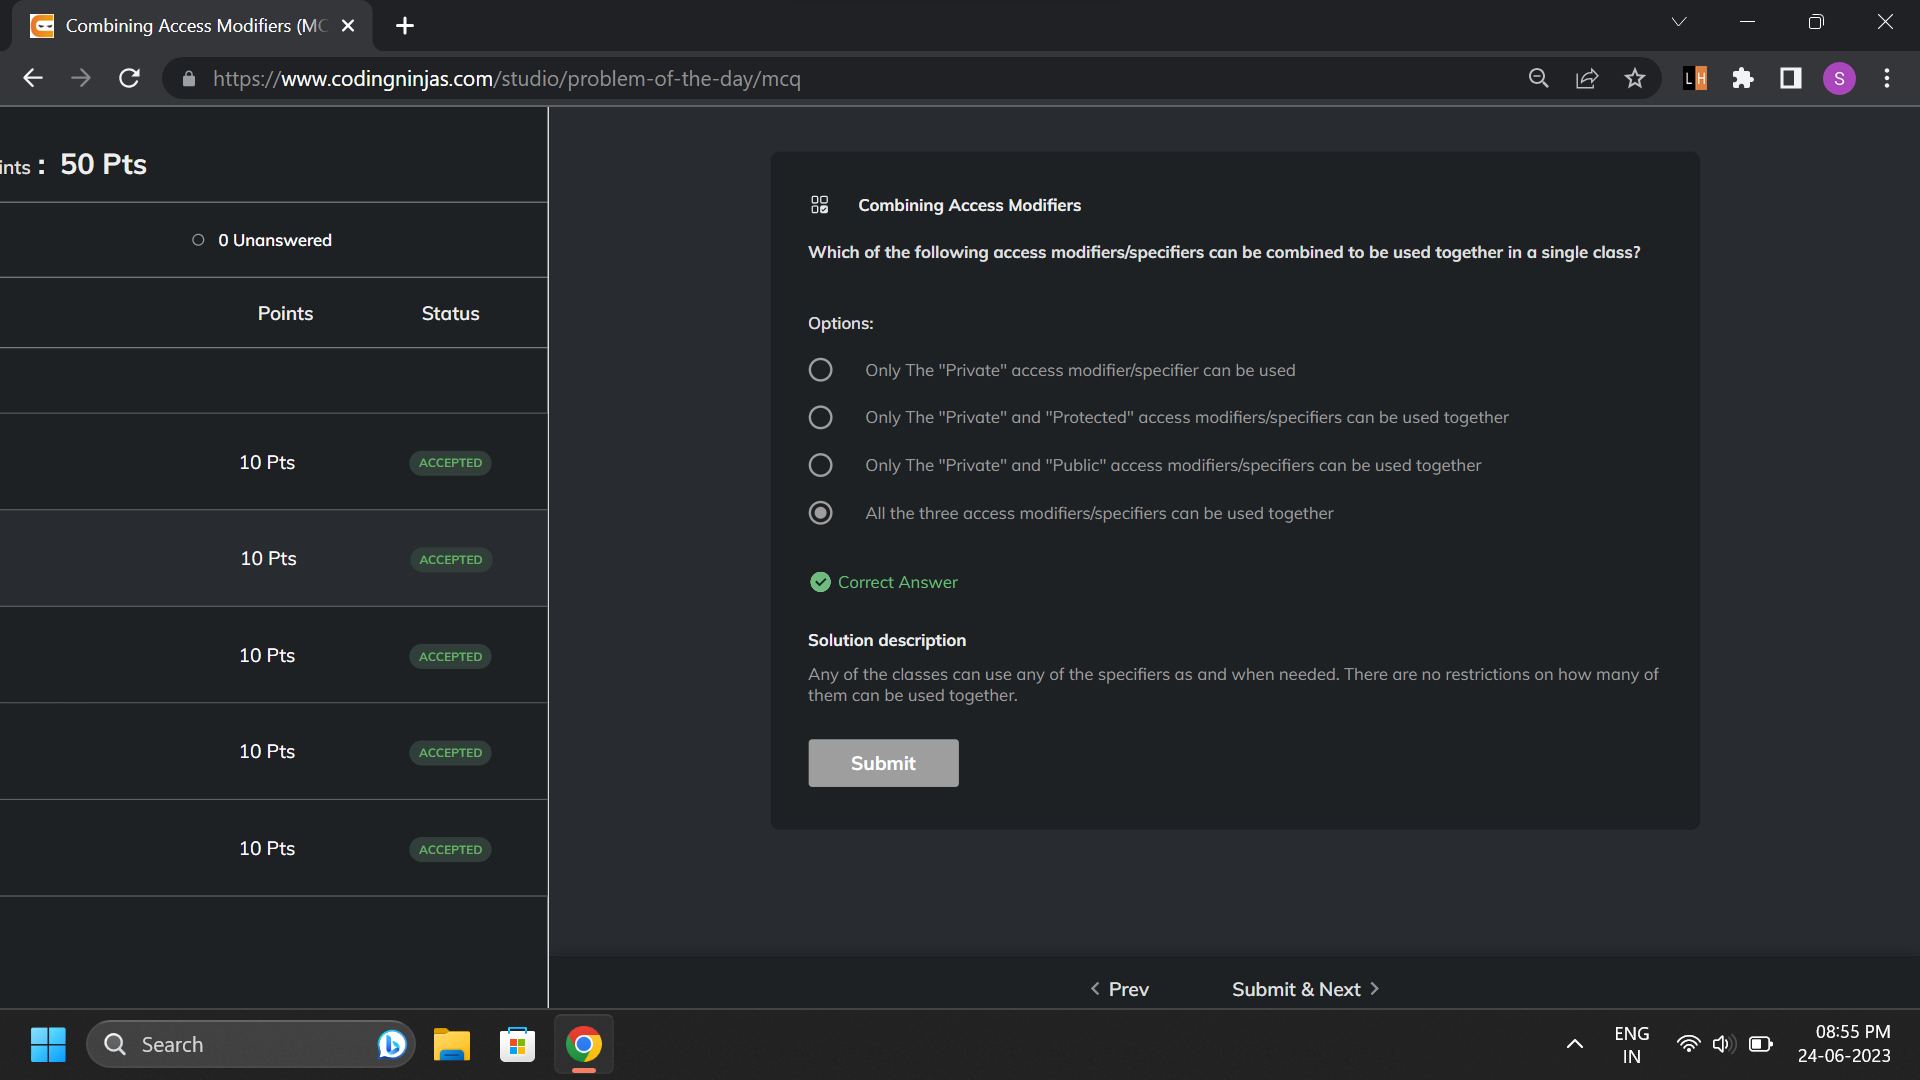 Combining Access Modifiers (MC
https://www.codingninjas.com/studio/problem-of-the-day/mcq
L H
S
ints : 50 Pts
0 Unanswered
Points Status
10 Pts ACCEPTED
10 Pts ACCEPTED
10 Pts ACCEPTED
10 Pts ACCEPTED
10 Pts ACCEPTED
Combining Access Modifiers
Which of the following access modifiers/specifiers can be combined to be used together in a single class?
Options:
Only The "Private" access modifier/specifier can be used
Only The "Private" and "Protected" access modifiers/specifiers can be used together
Only The "Private" and "Public" access modifiers/specifiers can be used together
All the three access modifiers/specifiers can be used together
Correct Answer
Solution description
Any of the classes can use any of the specifiers as and when needed. There are no restrictions on how many of
them can be used together.
Submit
Prev Submit & Next
Search
ENG
IN
08:55 PM
24-06-2023